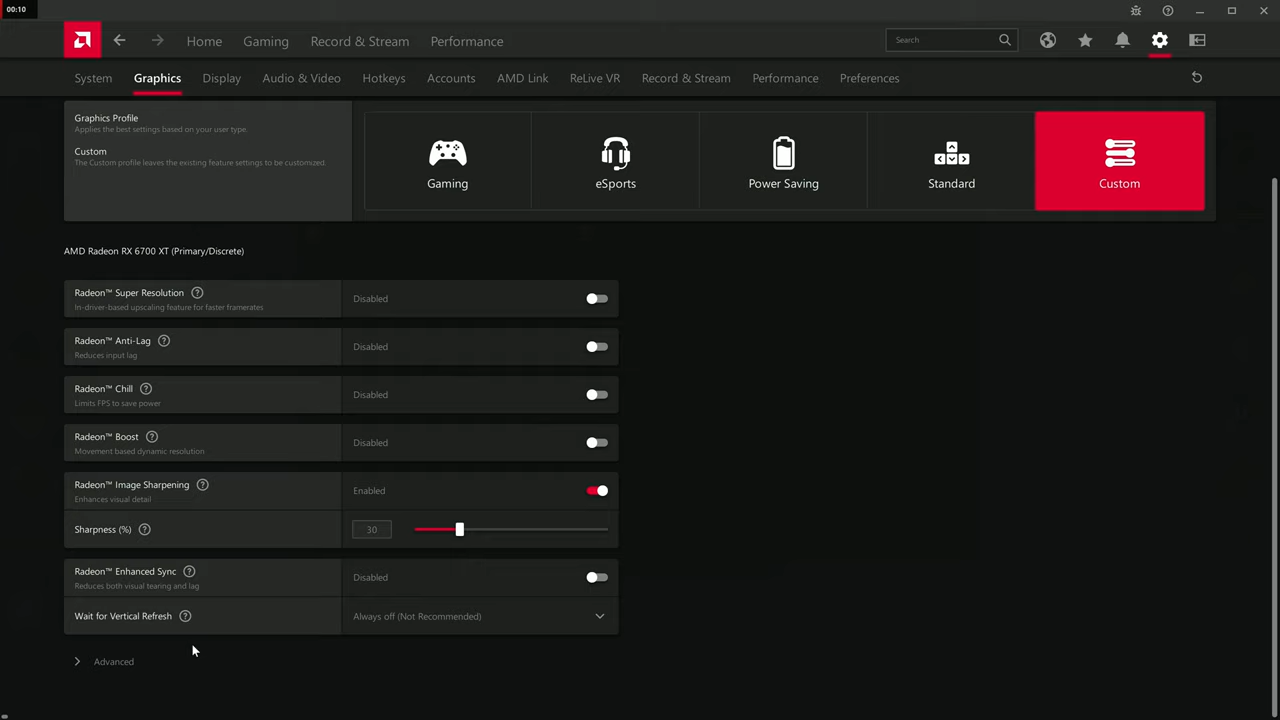 00:10
Home
Gaming
Record & Stream
Performance
Search
System
Graphics
Display
Audio & Video
Hotkeys
Accounts
AMD Link
ReLive VR
Record & Stream
Performance
Preferences
Graphics Profile
Applies the best settings based on your user type.
Custom
The Custom profile leaves the existing feature settings to be customized.
Gaming
eSports
Power Saving
Standard
Custom
AMD Radeon RX 6700 XT (Primary/Discrete)
Radeon™ Super Resolution
In-driver-based upscaling feature for faster framerates
Disabled
Radeon™ Anti-Lag
Reduces input lag
Disabled
Radeon™ Chill
Limits FPS to save power
Disabled
Radeon™ Boost
Movement based dynamic resolution
Disabled
Radeon™ Image Sharpening
Enhances visual detail
Enabled
Sharpness (%)
30
Radeon™ Enhanced Sync
Reduces both visual tearing and lag
Disabled
Wait for Vertical Refresh
Always off (Not Recommended)
Advanced